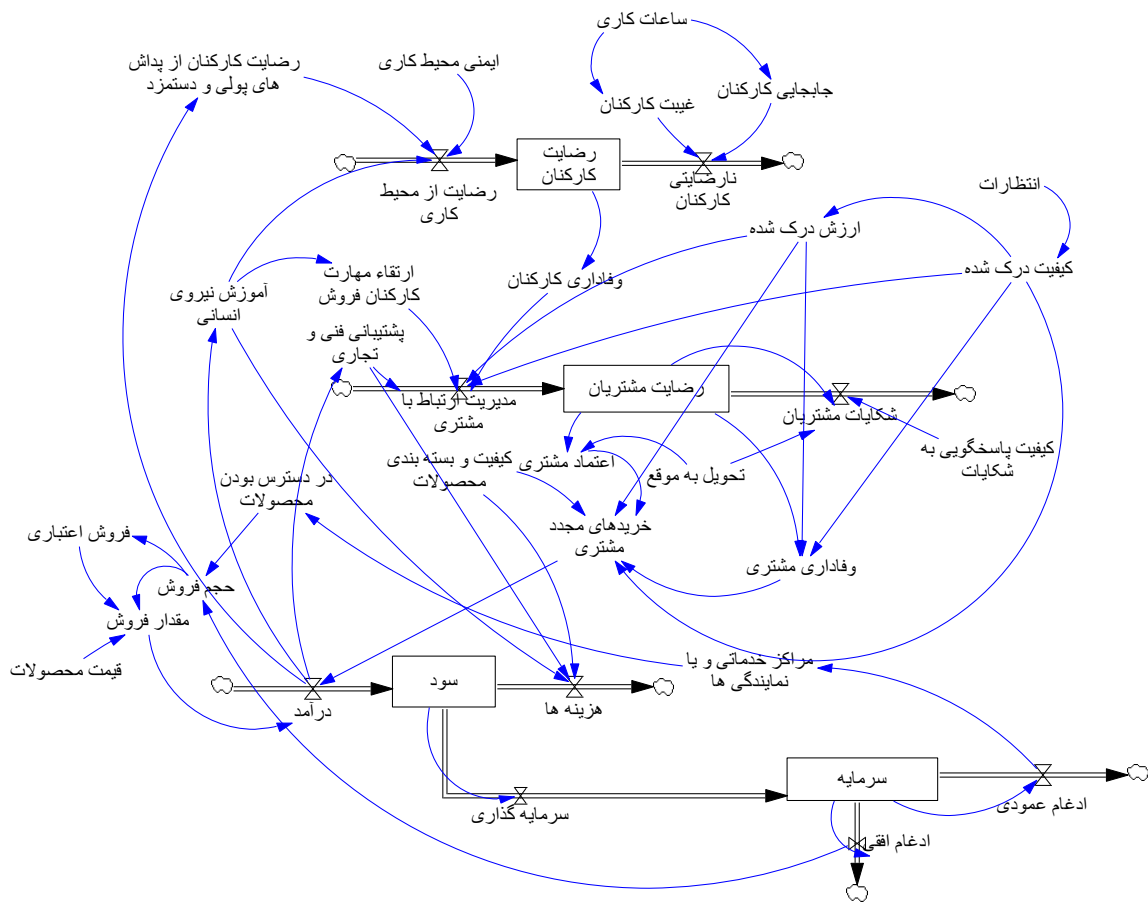 ساعات کاری
رضایت کارکنان از پداش
های پولی و دستمزد
ایمنی محیط کاری
جابجایی کارکنان
غیبت کارکنان
رضایت
کارکنان
رضایت از محیط
کاری
نارضایتی
کارکنان
انتظارات
ارزش درک شده
کیفیت درک شده
وفاداری کارکنان
ارتقاء مهارت
کارکنان فروش
آموزش نیروی
انسانی
پشتیبانی فنی و
تجاری
مدیریت ارتباط با
مشتری
رضایت مشتریان
شکایات مشتریان
کیفیت پاسخگویی به
شکایات
کیفیت و بسته بندی
محصولات
اعتماد مشتری
تحویل به موقع
در دسترس بودن
محصولات
خریدهای مجدد
مشتری
وفاداری مشتری
فروش اعتباری
حجم فروش
مقدار فروش
قیمت محصولات
مراکز خدماتی و یا
نمایندگی ها
سود
درآمد
هزینه ها
سرمایه
سرمایه گذاری
ادغام عمودی
ادغام افقی